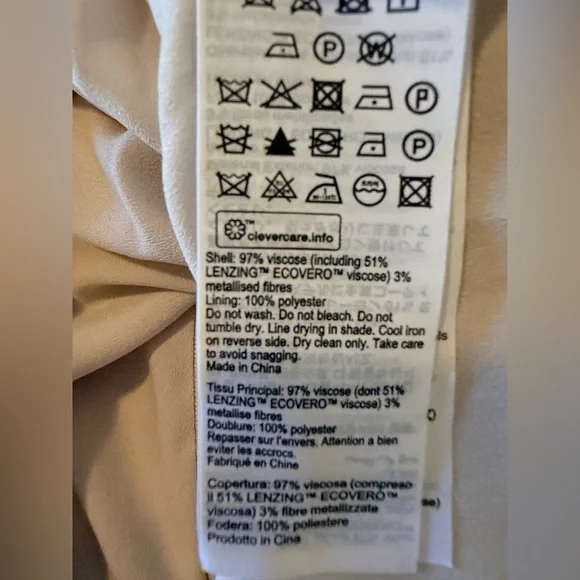 P W
P
P
clevercare.info
Shell: 97% viscose (including 51%
LENZING™ ECOVERO™ viscose) 3%
metallised fibres
Lining: 100% polyester
Do not wash. Do not bleach. Do not
tumble dry. Line drying in shade. Cool iron
on reverse side. Dry clean only. Take care
to avoid snagging.
Made in China
Tissu Principal: 97% viscose (dont 51%
LENZING™ ECOVERO™ viscose) 3%
metallise fibres
Doublure: 100% polyester
Repasser sur l'envers. Attention a bien
eviter les accrocs.
Fabriqué en Chine
Copertura: 97% viscosa (compreso
il 51% LENZING™ ECOVERO™
viscosa) 3% fibre metallizzate
Fodera: 100% poliestere
Prodotto in Cina